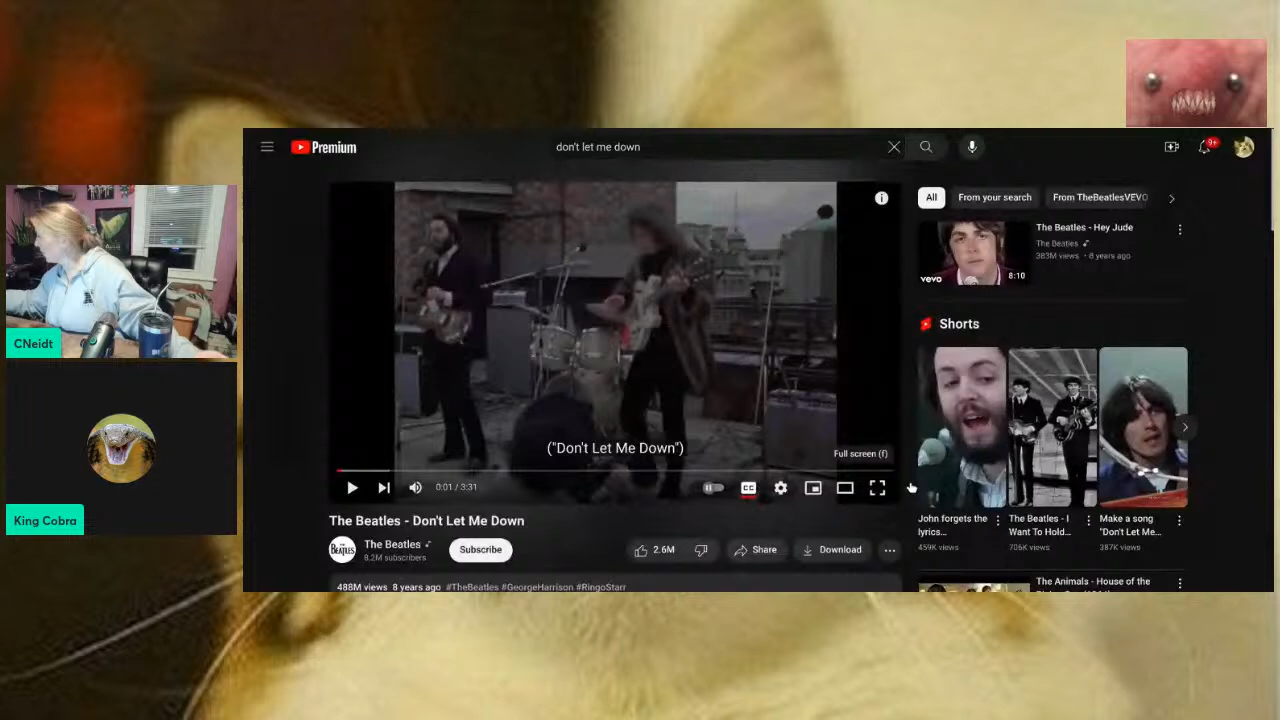 Premium
don't let me down
9+
("Don't Let Me Down")
Full screen (f)
0:01 / 3:31
CC
The Beatles - Don't Let Me Down
BEATLES
The Beatles
8.2M subscribers
Subscribe
2.6M
Share
Download
488M views 8 years ago #TheBeatles #GeorgeHarrison #RingoStarr
All
From your search
From TheBeatlesVEVO
vevo
8:10
The Beatles - Hey Jude
The Beatles
383M views • 8 years ago
Shorts
John forgets the
lyrics...
459K views
The Beatles - I
Want To Hold...
706K views
Make a song
"Don't Let Me...
387K views
The Animals - House of the
CNeidt
King Cobra